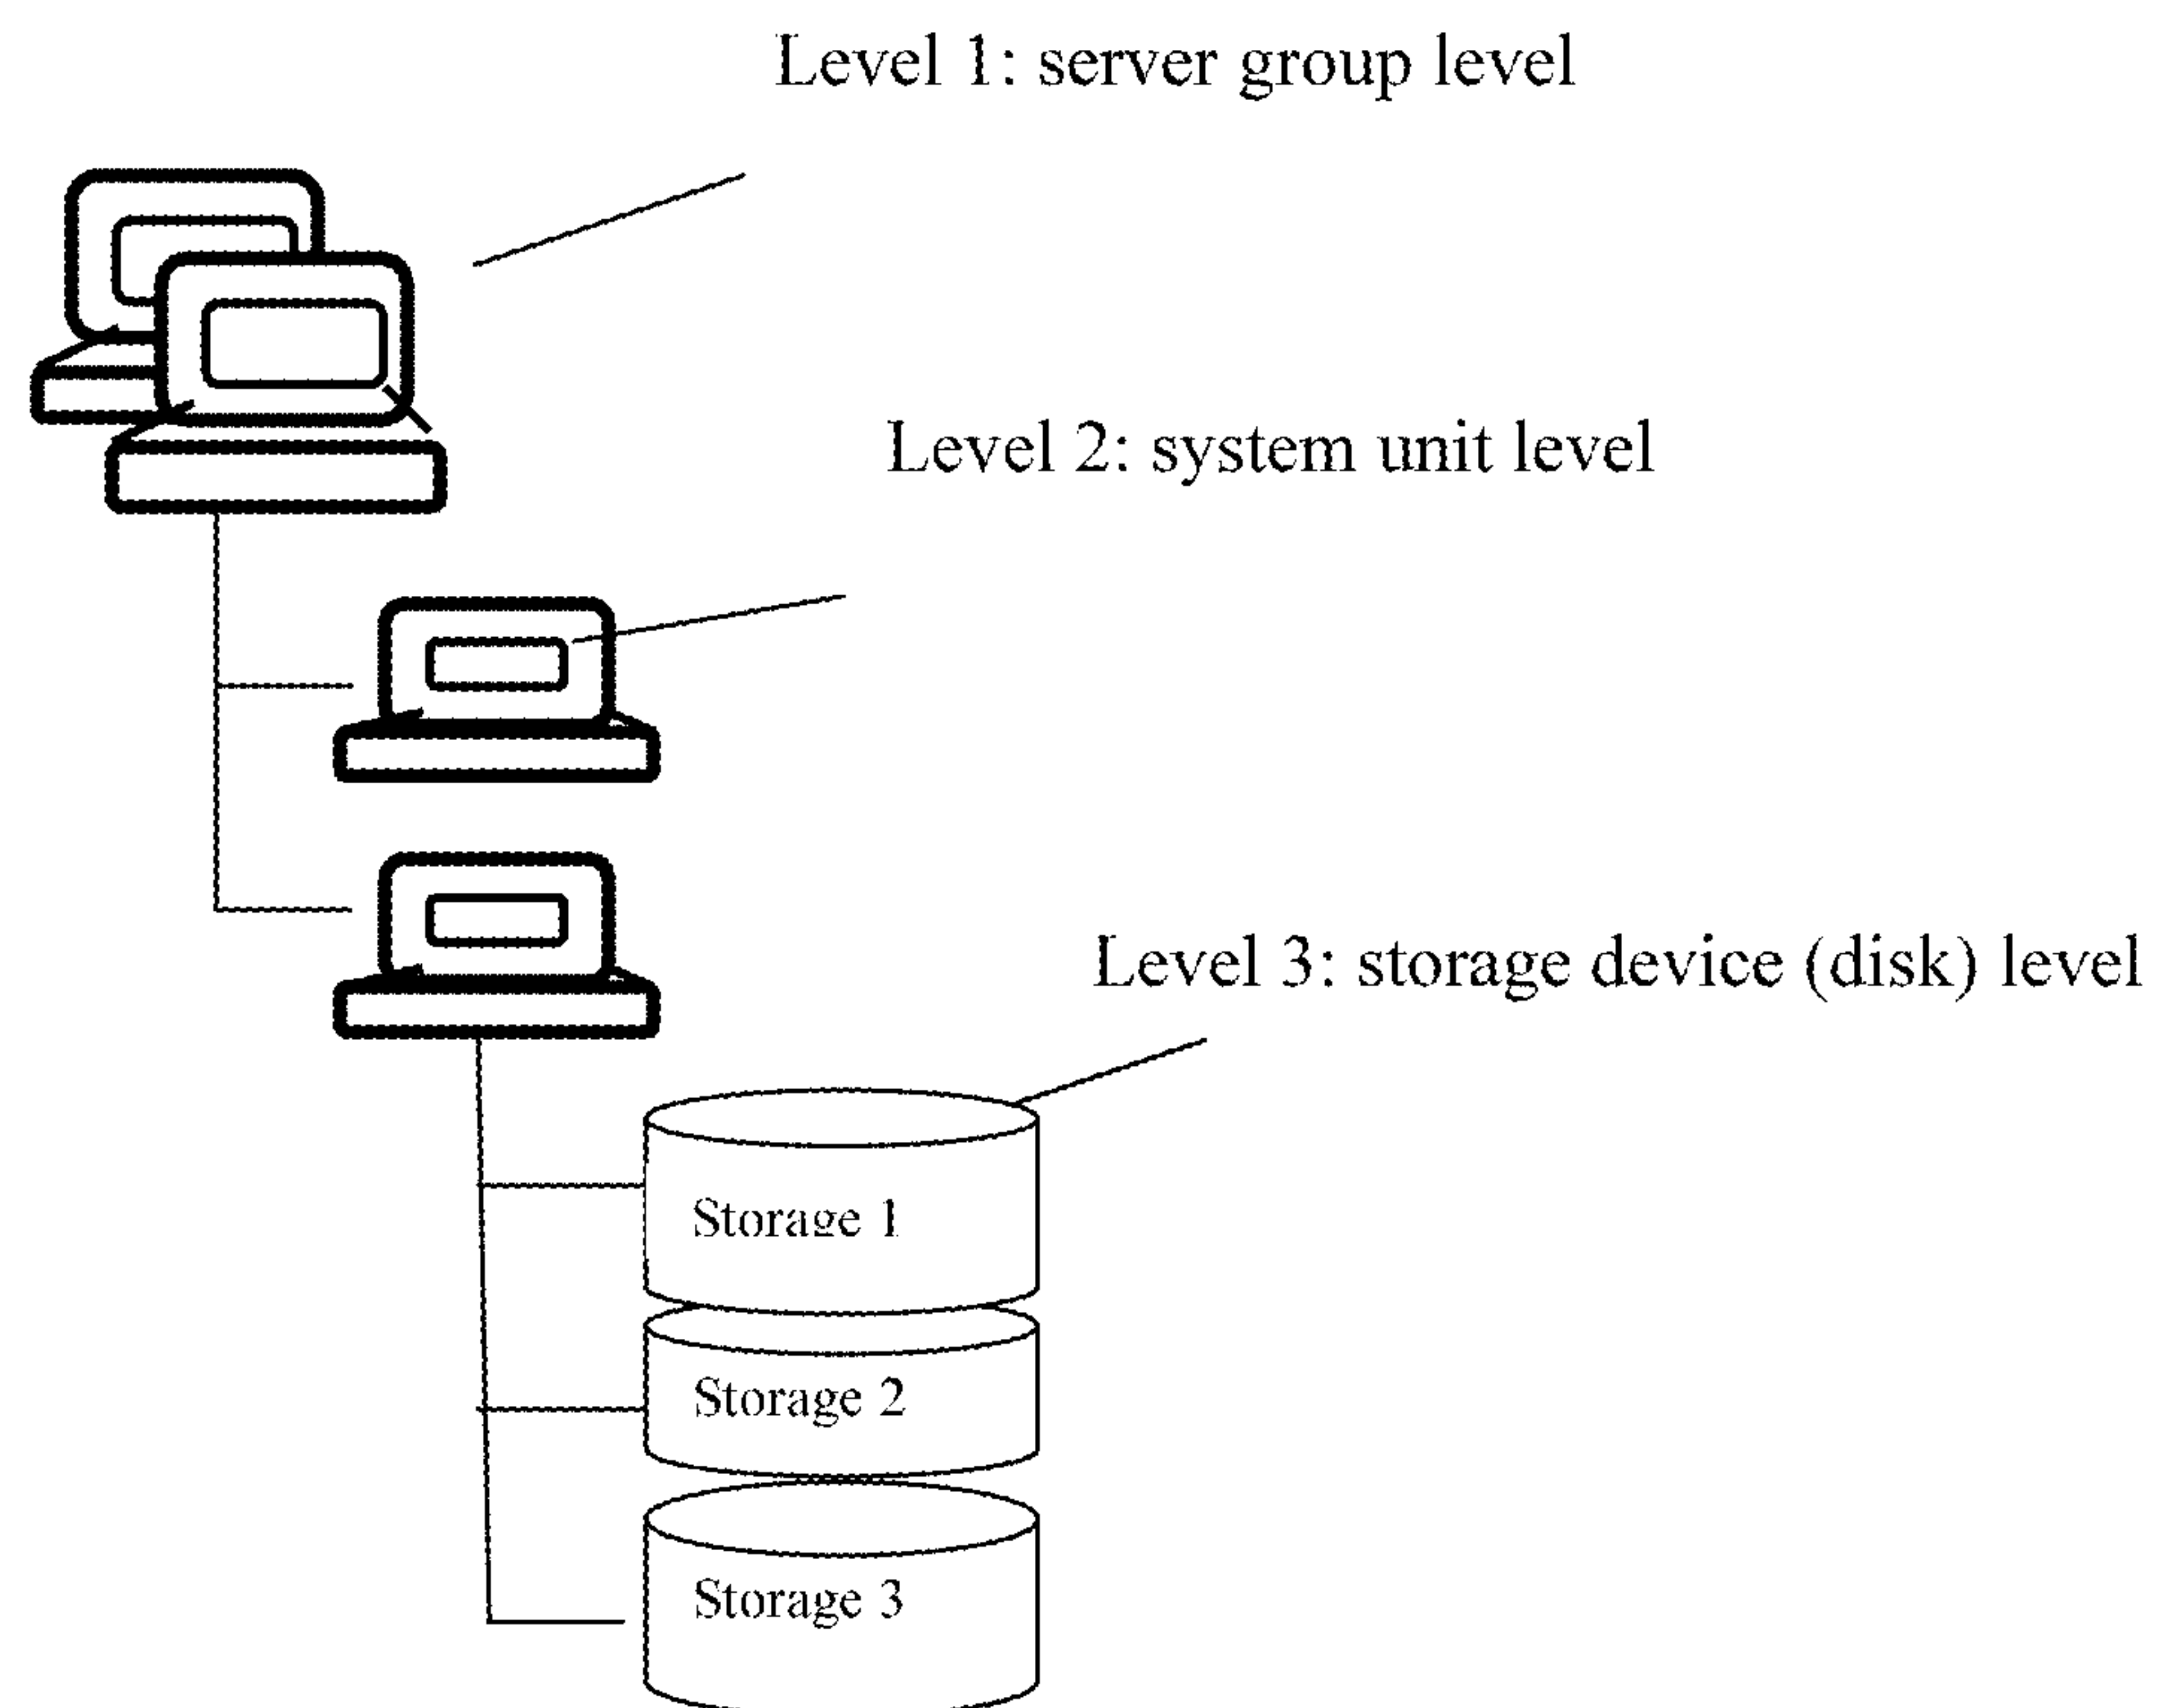 Level 1: server group level
Level 2: system unit level
Level 3: storage device (disk) level
Storage 1
Storage 2
Storage 3